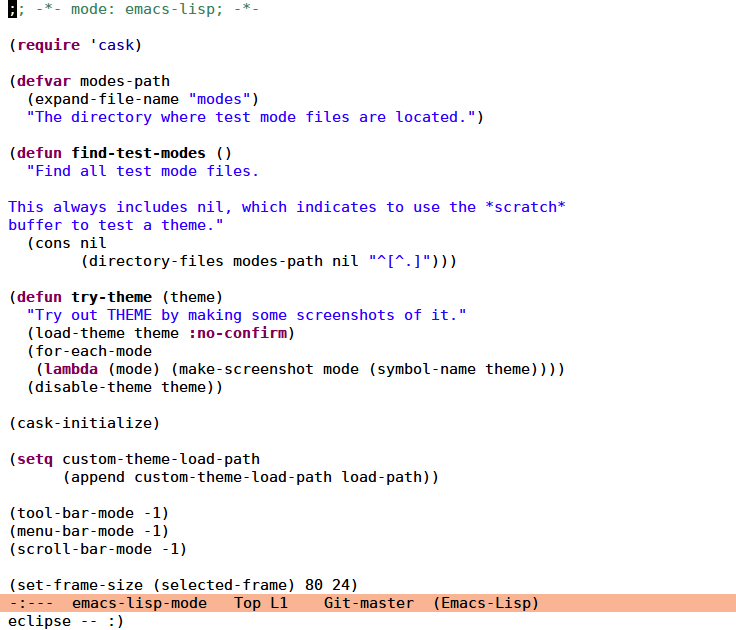 ;; -*- mode: emacs-lisp; -*-

(require 'cask)

(defvar modes-path
  (expand-file-name "modes")
  "The directory where test mode files are located.")

(defun find-test-modes ()
  "Find all test mode files.

This always includes nil, which indicates to use the *scratch*
buffer to test a theme."
  (cons nil
        (directory-files modes-path nil "^[^.]")))

(defun try-theme (theme)
  "Try out THEME by making some screenshots of it."
  (load-theme theme :no-confirm)
  (for-each-mode
   (lambda (mode) (make-screenshot mode (symbol-name theme))))
  (disable-theme theme))

(cask-initialize)

(setq custom-theme-load-path
      (append custom-theme-load-path load-path))

(tool-bar-mode -1)
(menu-bar-mode -1)
(scroll-bar-mode -1)

(set-frame-size (selected-frame) 80 24)
-:---  emacs-lisp-mode   Top L1    Git-master  (Emacs-Lisp)
eclipse -- :)